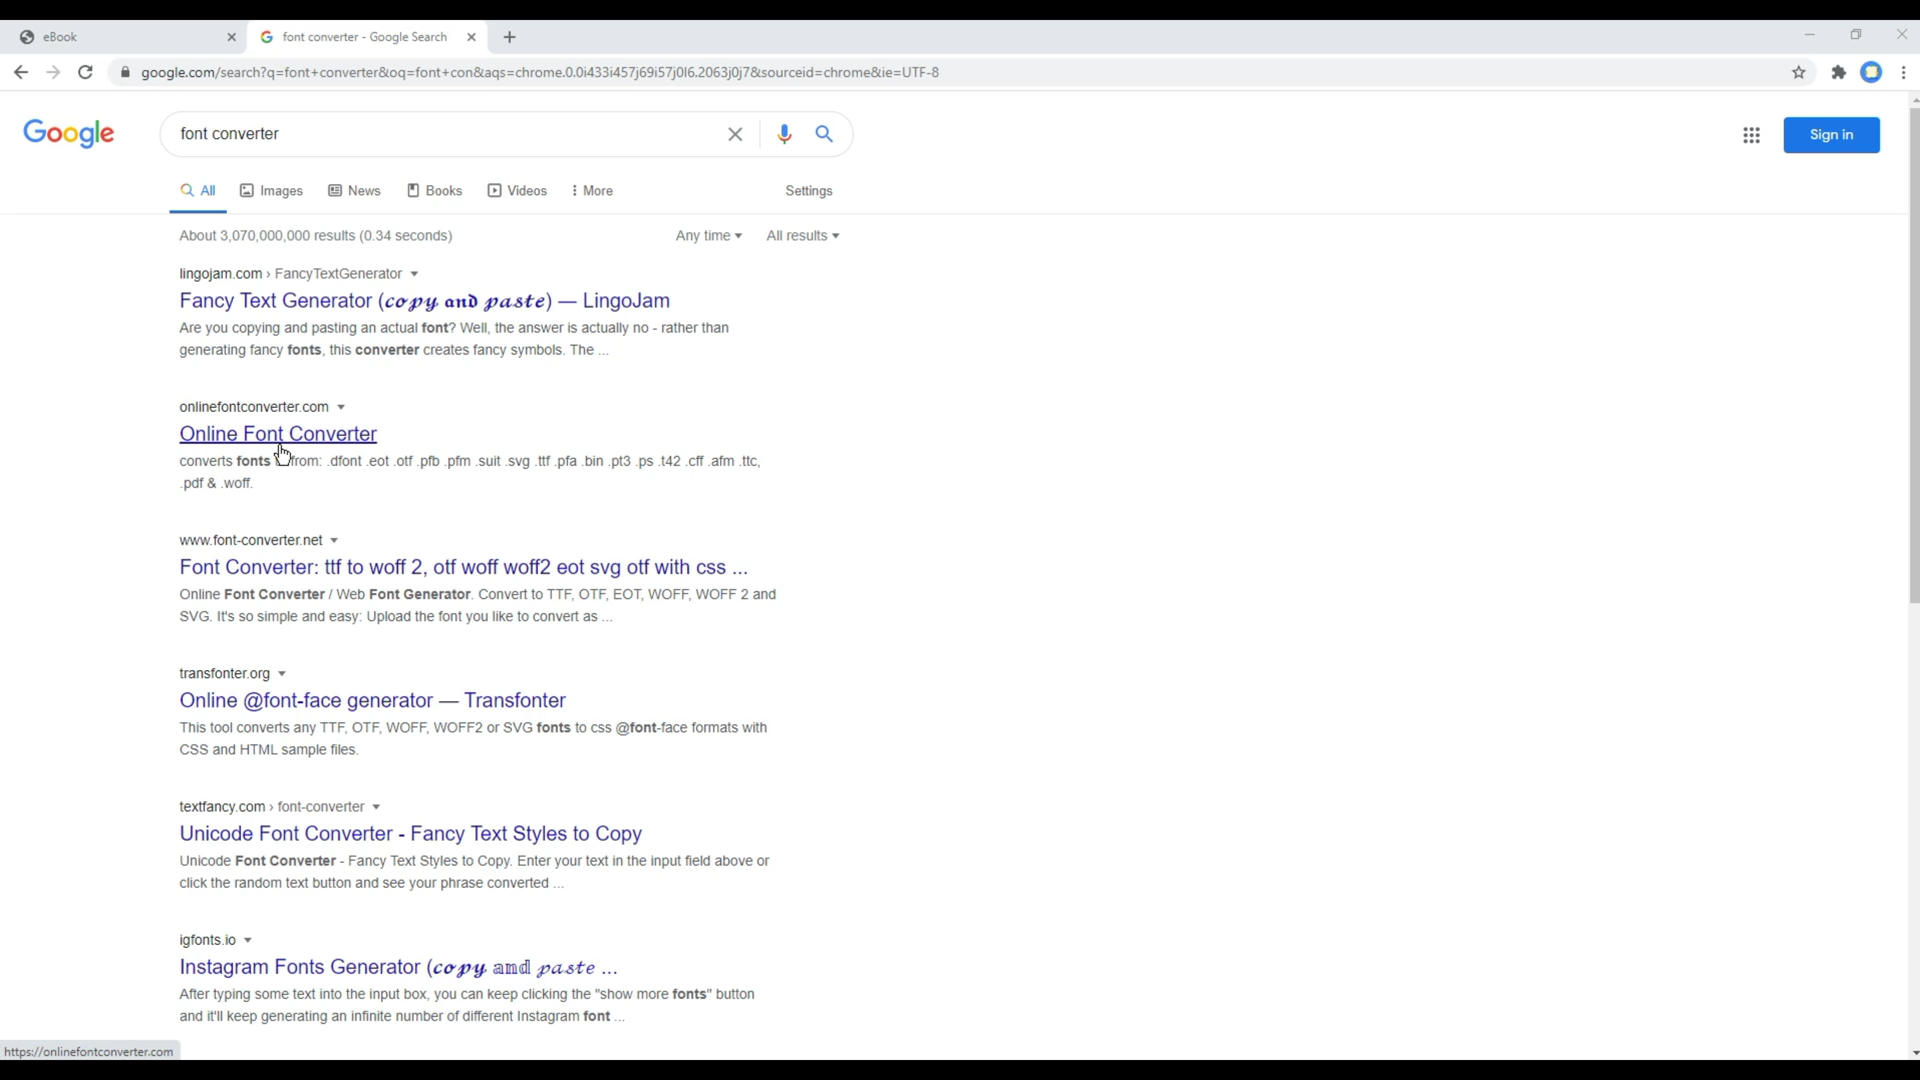 eBook
font converter - Google Search
google.com/search?q=font+converter&oq=font+con&aqs=chrome.0.0i433i457j69i57j0l6.2063j0j7&sourceid=chrome&ie=UTF-8
Google
font converter
Sign in
All Images News Books Videos More Settings
About 3,070,000,000 results (0.34 seconds) Any time All results
lingojam.com › FancyTextGenerator
Fancy Text Generator (𝓬𝓸𝓹𝔂 𝖆𝖓𝖉 𝓹𝓪𝓼𝓽𝓮) — LingoJam
Are you copying and pasting an actual font? Well, the answer is actually no - rather than
generating fancy fonts, this converter creates fancy symbols. The ...
onlinefontconverter.com
Online Font Converter
converts fonts from: .dfont .eot .otf .pfb .pfm .suit .svg .ttf .pfa .bin .pt3 .ps .t42 .cff .afm .ttc,
.pdf & .woff.
www.font-converter.net
Font Converter: ttf to woff 2, otf woff woff2 eot svg otf with css ...
Online Font Converter / Web Font Generator. Convert to TTF, OTF, EOT, WOFF, WOFF 2 and
SVG. It's so simple and easy: Upload the font you like to convert as ...
transfonter.org
Online @font-face generator — Transfonter
This tool converts any TTF, OTF, WOFF, WOFF2 or SVG fonts to css @font-face formats with
CSS and HTML sample files.
textfancy.com › font-converter
Unicode Font Converter - Fancy Text Styles to Copy
Unicode Font Converter - Fancy Text Styles to Copy. Enter your text in the input field above or
click the random text button and see your phrase converted ...
igfonts.io
Instagram Fonts Generator (𝓬𝓸𝓹𝔂 𝕒𝕟𝕕 𝓹𝓪𝓼𝓽𝓮 ...
After typing some text into the input box, you can keep clicking the "show more fonts" button
and it'll keep generating an infinite number of different Instagram font ...
https://onlinefontconverter.com